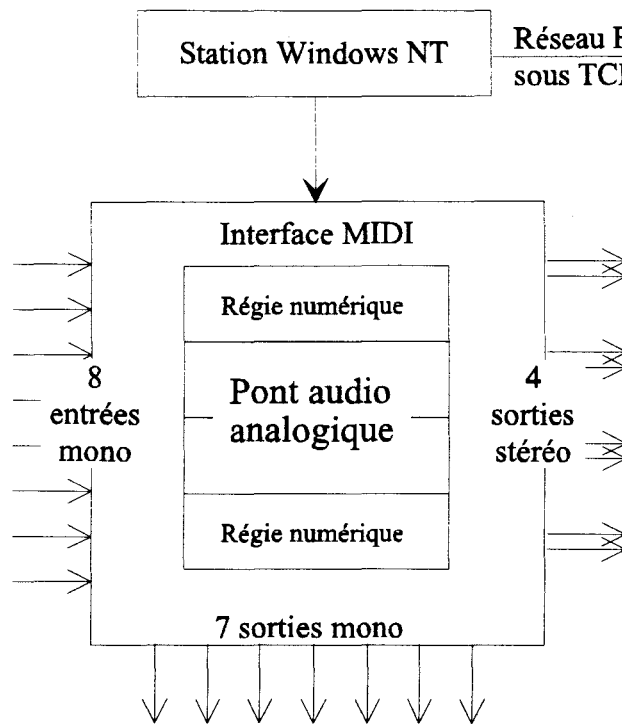 Station Windows NT
Réseau
sous
Interface MIDI
Régie numérique
Pont audio
analogique
Régie numérique
8
entrées
mono
4
sorties
stéréo
7 sorties mono